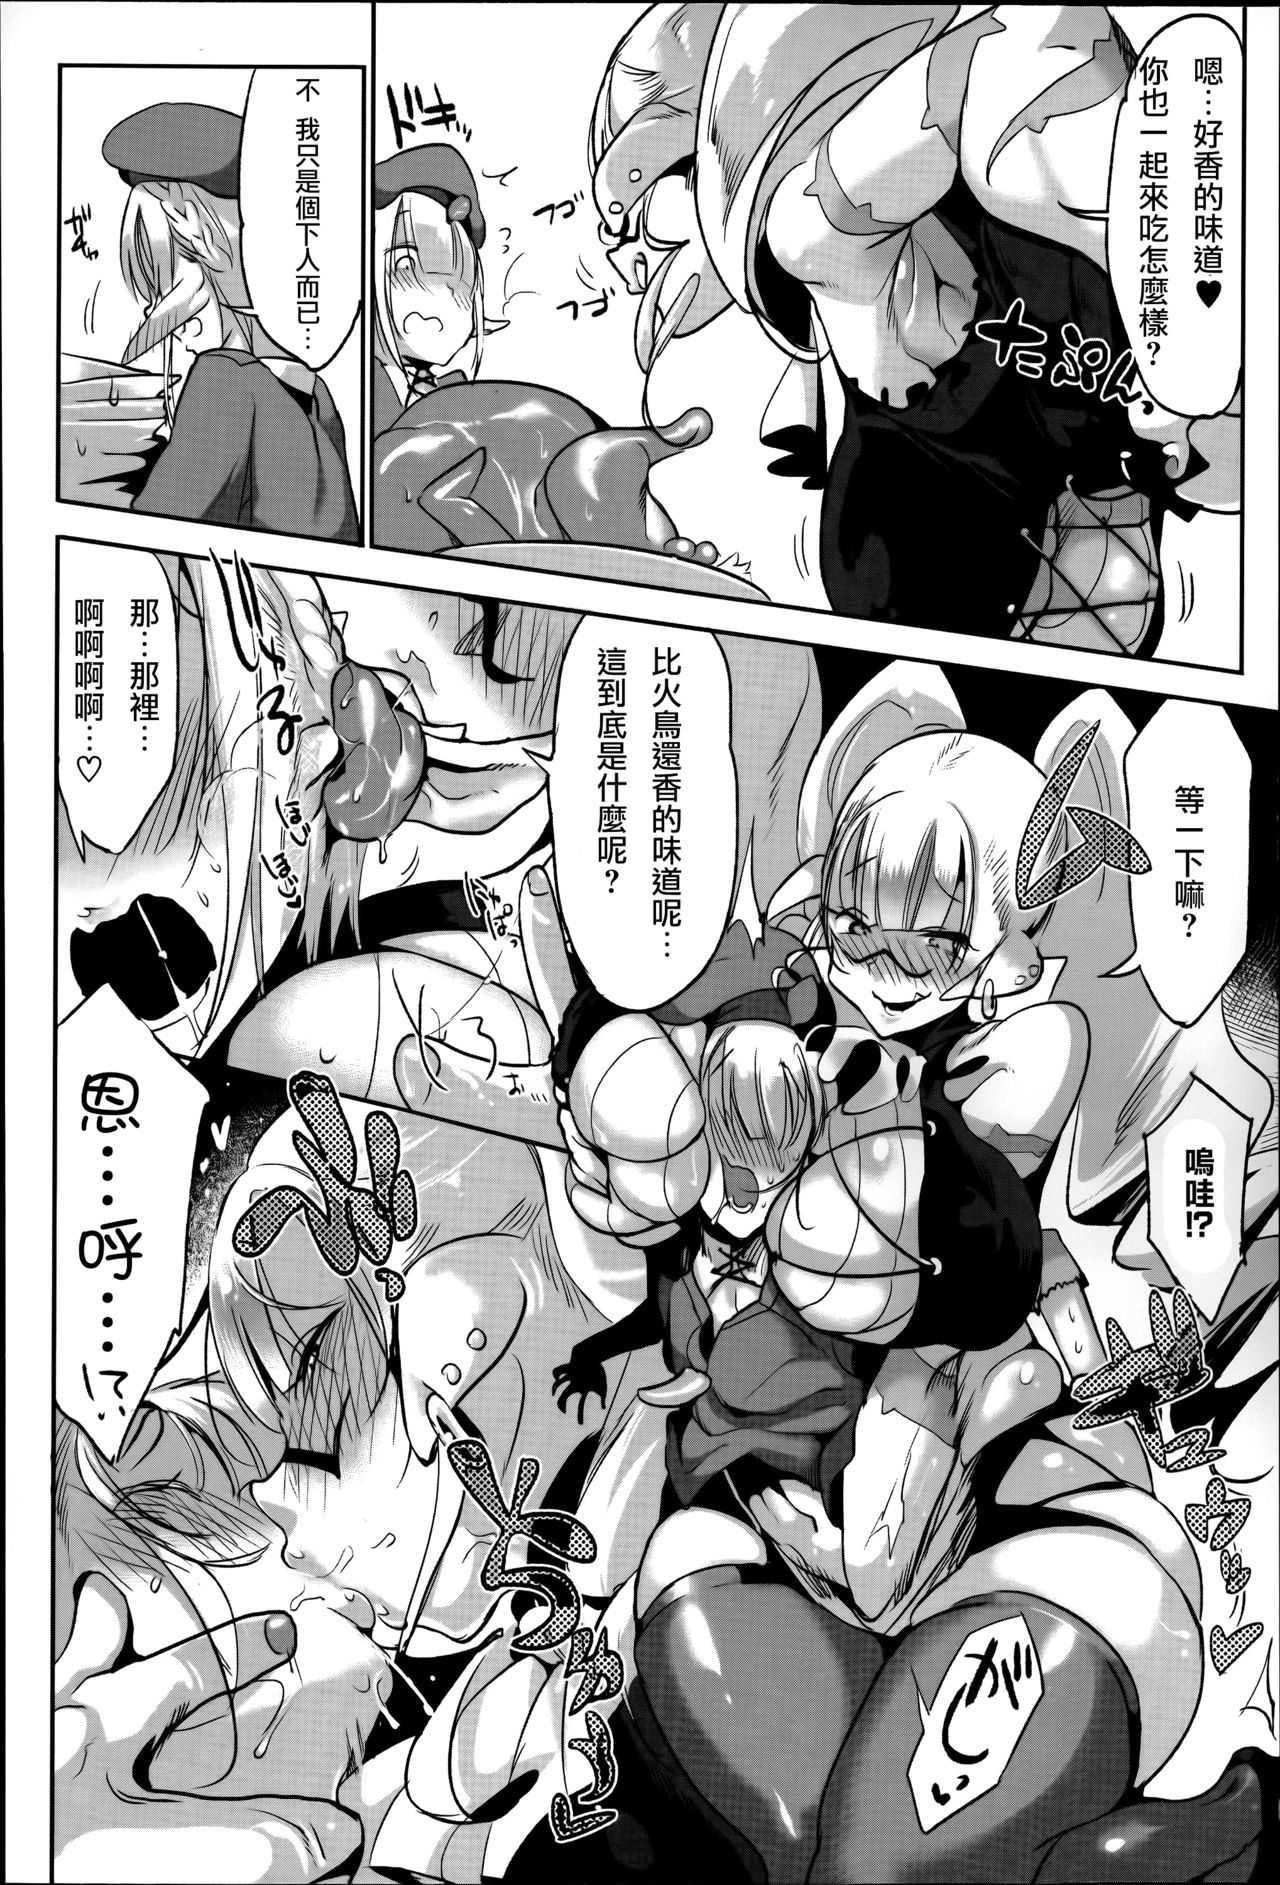 嗯…好香的味道♥
你也一起來吃怎麼樣?
たぷんっ
フゴ
フゴ
ドキッ
不 我只是個下人而已…
等一下嘛?
嗚哇!?
比火鳥還香的味道呢…
這到底是什麼呢?
那…那裡…
啊啊啊啊…♡
恩……呼……!?
がし